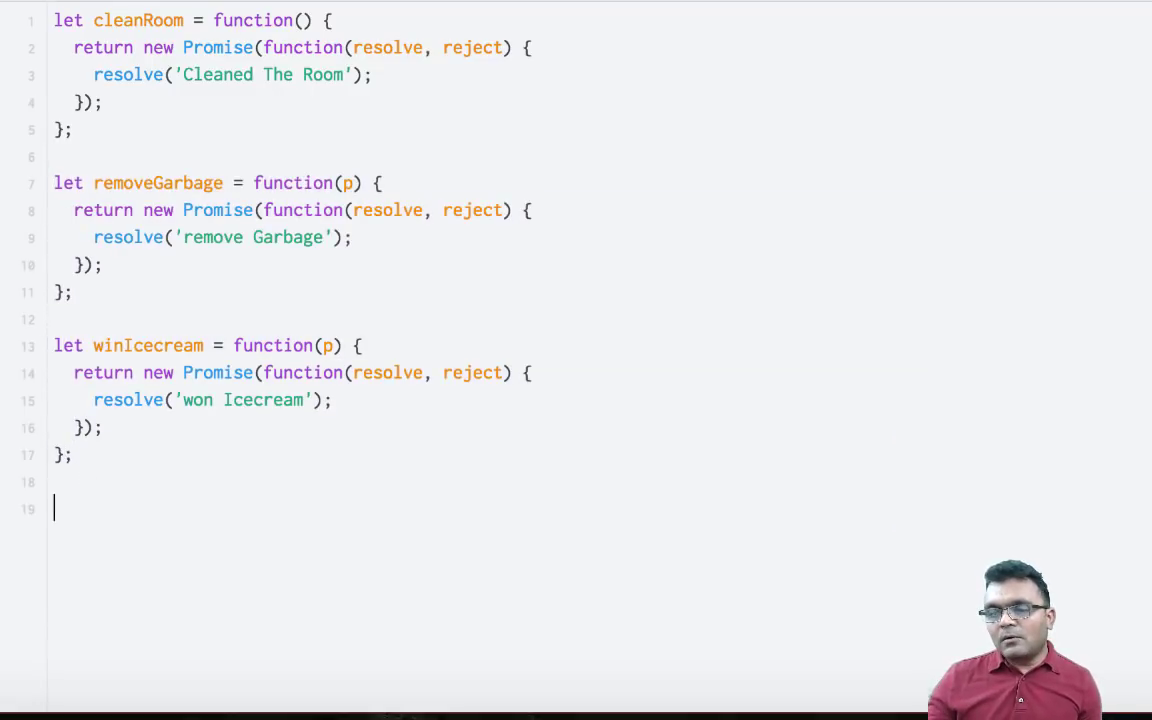 1 let cleanRoom = function() {
2 return new Promise(function(resolve, reject) {
3 resolve('Cleaned The Room');
4 });
5 };
6
7 let removeGarbage = function(p) {
8 return new Promise(function(resolve, reject) {
9 resolve('remove Garbage');
10 });
11 };
12
13 let winIcecream = function(p) {
14 return new Promise(function(resolve, reject) {
15 resolve('won Icecream');
16 });
17 };
18
19